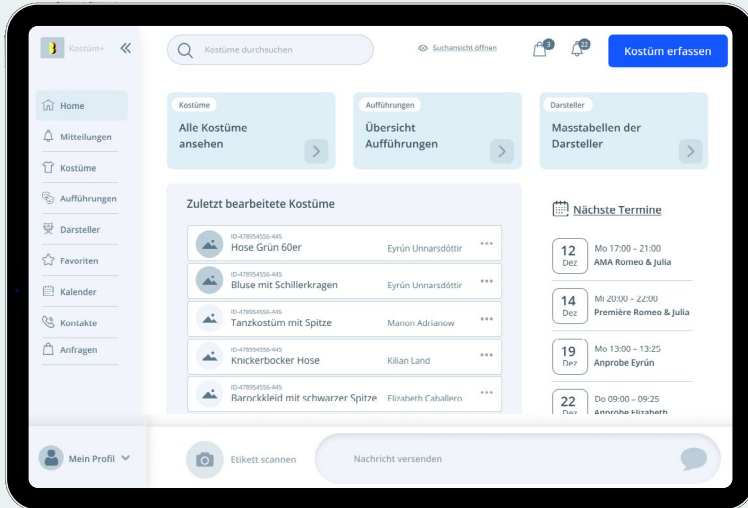 Kostüm+
Kostüme durchsuchen
Suchansicht öffnen
3
22
Kostüm erfassen
Home
Mitteilungen
Kostüme
Aufführungen
Darsteller
Favoriten
Kalender
Kontakte
Anfragen
Kostüme
Alle Kostüme
ansehen
Aufführungen
Übersicht
Aufführungen
Darsteller
Masstabellen der
Darsteller
Zuletzt bearbeitete Kostüme
ID-478954556-445
Hose Grün 60er
Eyrún Unnarsdóttir
ID-478954556-445
Bluse mit Schillerkragen
Eyrún Unnarsdóttir
ID-478954556-445
Tanzkostüm mit Spitze
Manon Adrianow
ID-478954556-445
Knickerbocker Hose
Kilian Land
ID-478954556-445
Barockkleid mit schwarzer Spitze
Elizabeth Caballero
Nächste Termine
12
Dez
Mo 17:00 – 21:00
AMA Romeo & Julia
14
Dez
Mi 20:00 – 22:00
Première Romeo & Julia
19
Dez
Mo 13:00 – 13:25
Anprobe Eyrún
22
Dez
Do 09:00 – 09:25
Anprobe Elizabeth
Mein Profil
Etikett scannen
Nachricht versenden